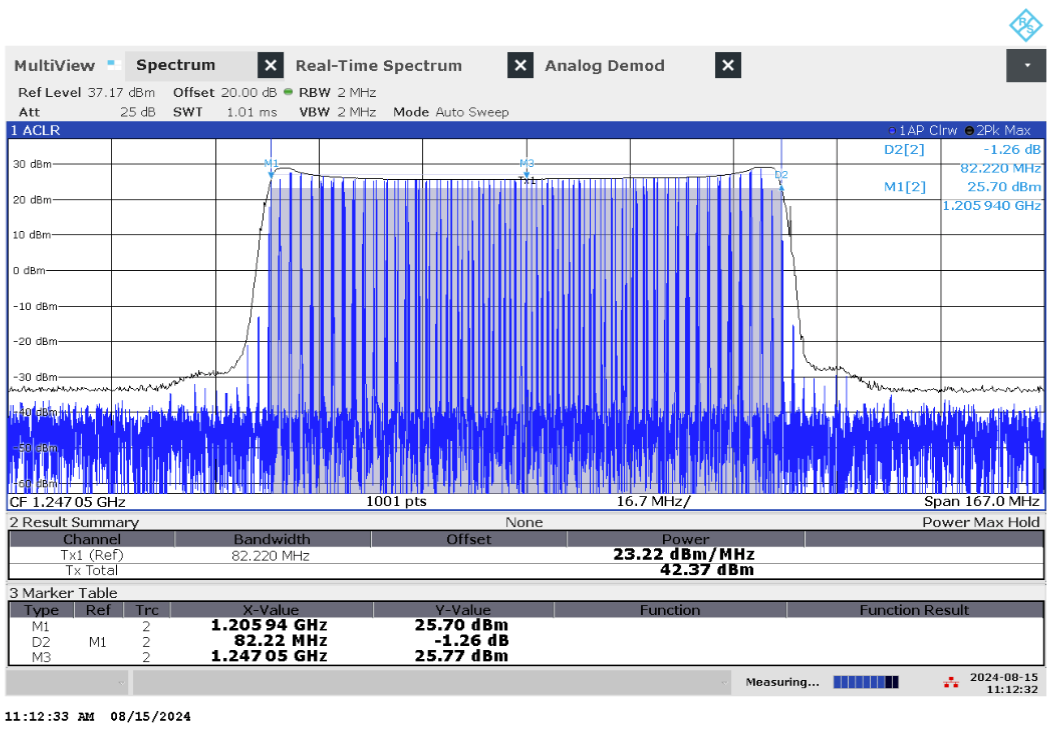 R&S
MultiView Spectrum Real-Time Spectrum Analog Demod
Ref Level 37.17 dBm Offset 20.00 dB RBW 2 MHz
Att 25 dB SWT 1.01 ms VBW 2 MHz Mode Auto Sweep
1 ACLR 1AP Clrw 2Pk Max
D2[2] -1.26 dB
82.220 MHz
M1[2] 25.70 dBm
1.205 940 GHz
M1 M3 D2
Tx1
30 dBm
20 dBm
10 dBm
0 dBm
-10 dBm
-20 dBm
-30 dBm
-40 dBm
-50 dBm
-60 dBm
CF 1.247 05 GHz 1001 pts 16.7 MHz/ Span 167.0 MHz
2 Result Summary None Power Max Hold
Channel Bandwidth Offset Power
Tx1 (Ref) 82.220 MHz 23.22 dBm/MHz
Tx Total 42.37 dBm
3 Marker Table
Type Ref Trc X-Value Y-Value Function Function Result
M1 2 1.205 94 GHz 25.70 dBm
D2 M1 2 82.22 MHz -1.26 dB
M3 2 1.247 05 GHz 25.77 dBm
Measuring... 2024-08-15
11:12:32
11:12:33 AM 08/15/2024